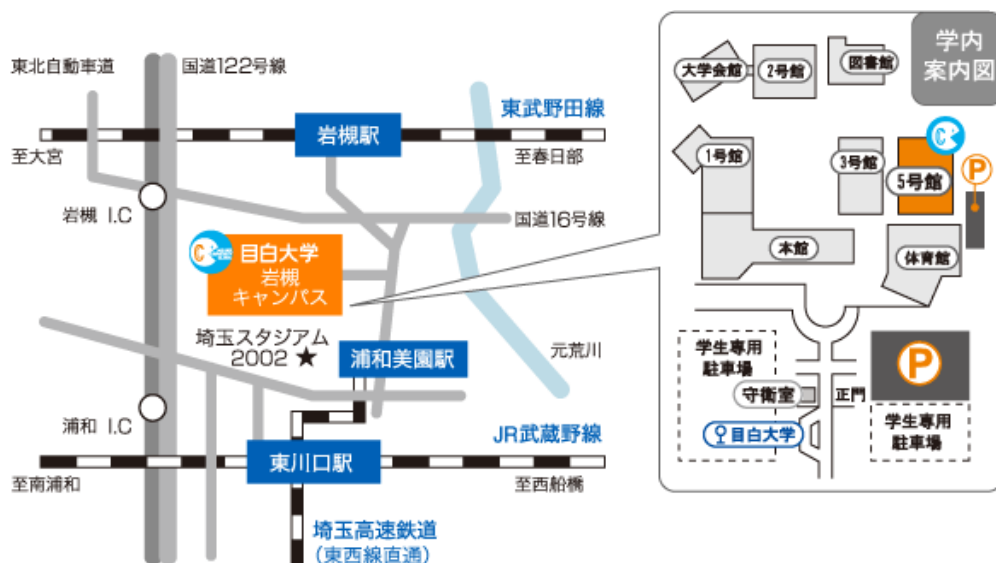 東北自動車道
国道122号線
東武野田線
岩槻駅
至大宮
至春日部
岩槻 I.C
国道16号線
目白大学
岩槻
キャンパス
埼玉スタジアム
2002 ★
浦和美園駅
元荒川
浦和 I.C
JR武蔵野線
東川口駅
至南浦和
至西船橋
埼玉高速鉄道
(東西線直通)
学内
案内図
大学会館
2号館
図書館
1号館
3号館
5号館
P
本館
体育館
学生専用
駐車場
P
守衛室
正門
目白大学
学生専用
駐車場